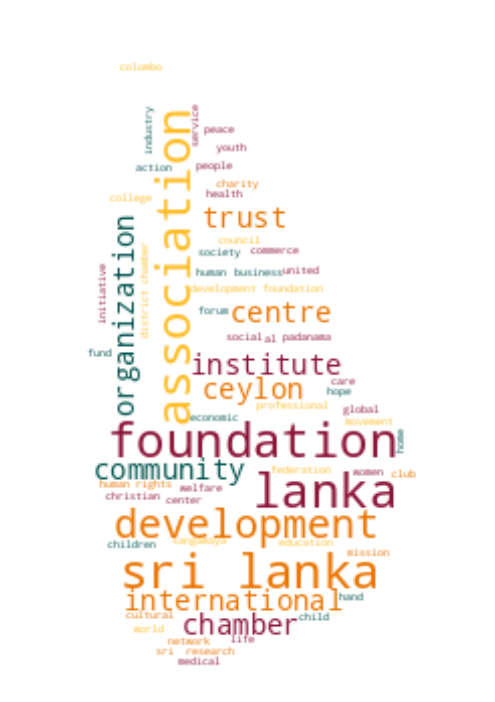 colombo
industry
service
peace
youth
action
people
association
charity
college
health
trust
organization
council
society
commerce
district chamber
initiative
human
business
united
development foundation
forum
centre
social
al
padanama
fund
institute
care
ceylon
hope
professional
global
economic
movement
foundation
home
community
federation
women
club
lanka
human rights
welfare
christian
center
development
children
sangamaya
education
mission
sri lanka
international
hand
cultural
child
chamber
world
life
network
sri
research
medical